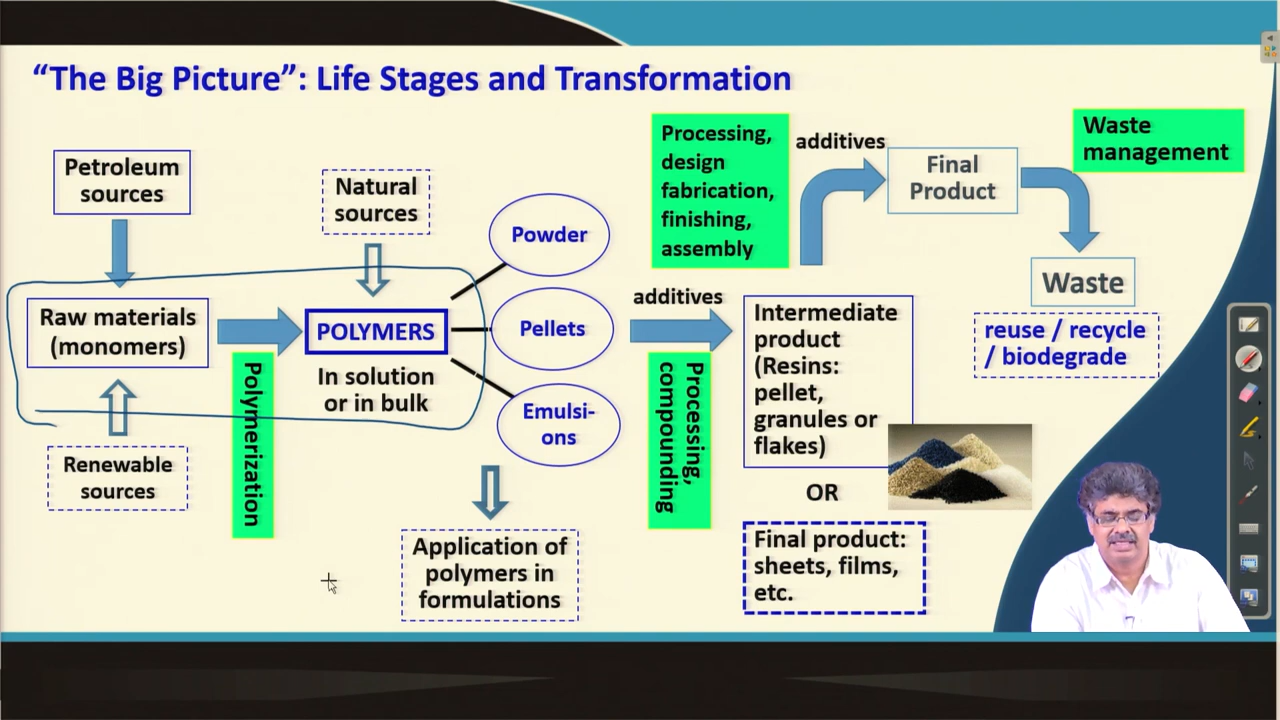 “The Big Picture”: Life Stages and Transformation
Petroleum
sources
Natural
sources
Raw materials
(monomers)
Renewable
sources
Polymerization
POLYMERS
In solution
or in bulk
Powder
Pellets
Emulsi-
ons
Application of
polymers in
formulations
additives
Processing,
compounding
Processing,
design
fabrication,
finishing,
assembly
additives
Intermediate
product
(Resins:
pellet,
granules or
flakes)
OR
Final product:
sheets, films,
etc.
Final
Product
Waste
management
Waste
reuse / recycle
/ biodegrade